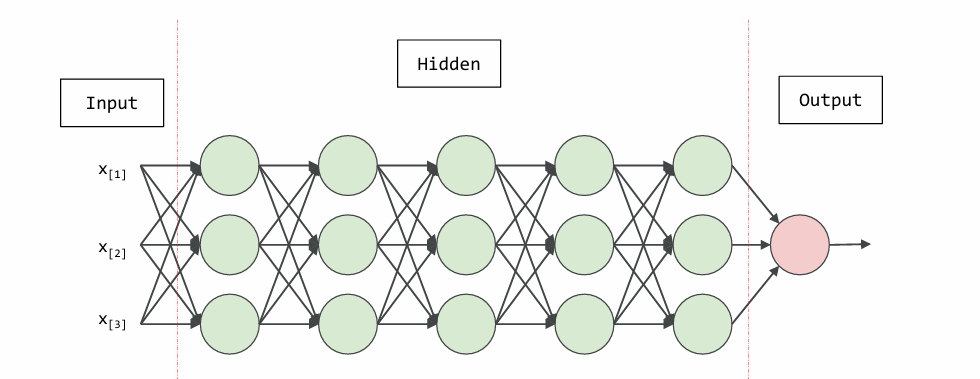 Hidden
Input
Output
x[1]
x[2]
x[3]